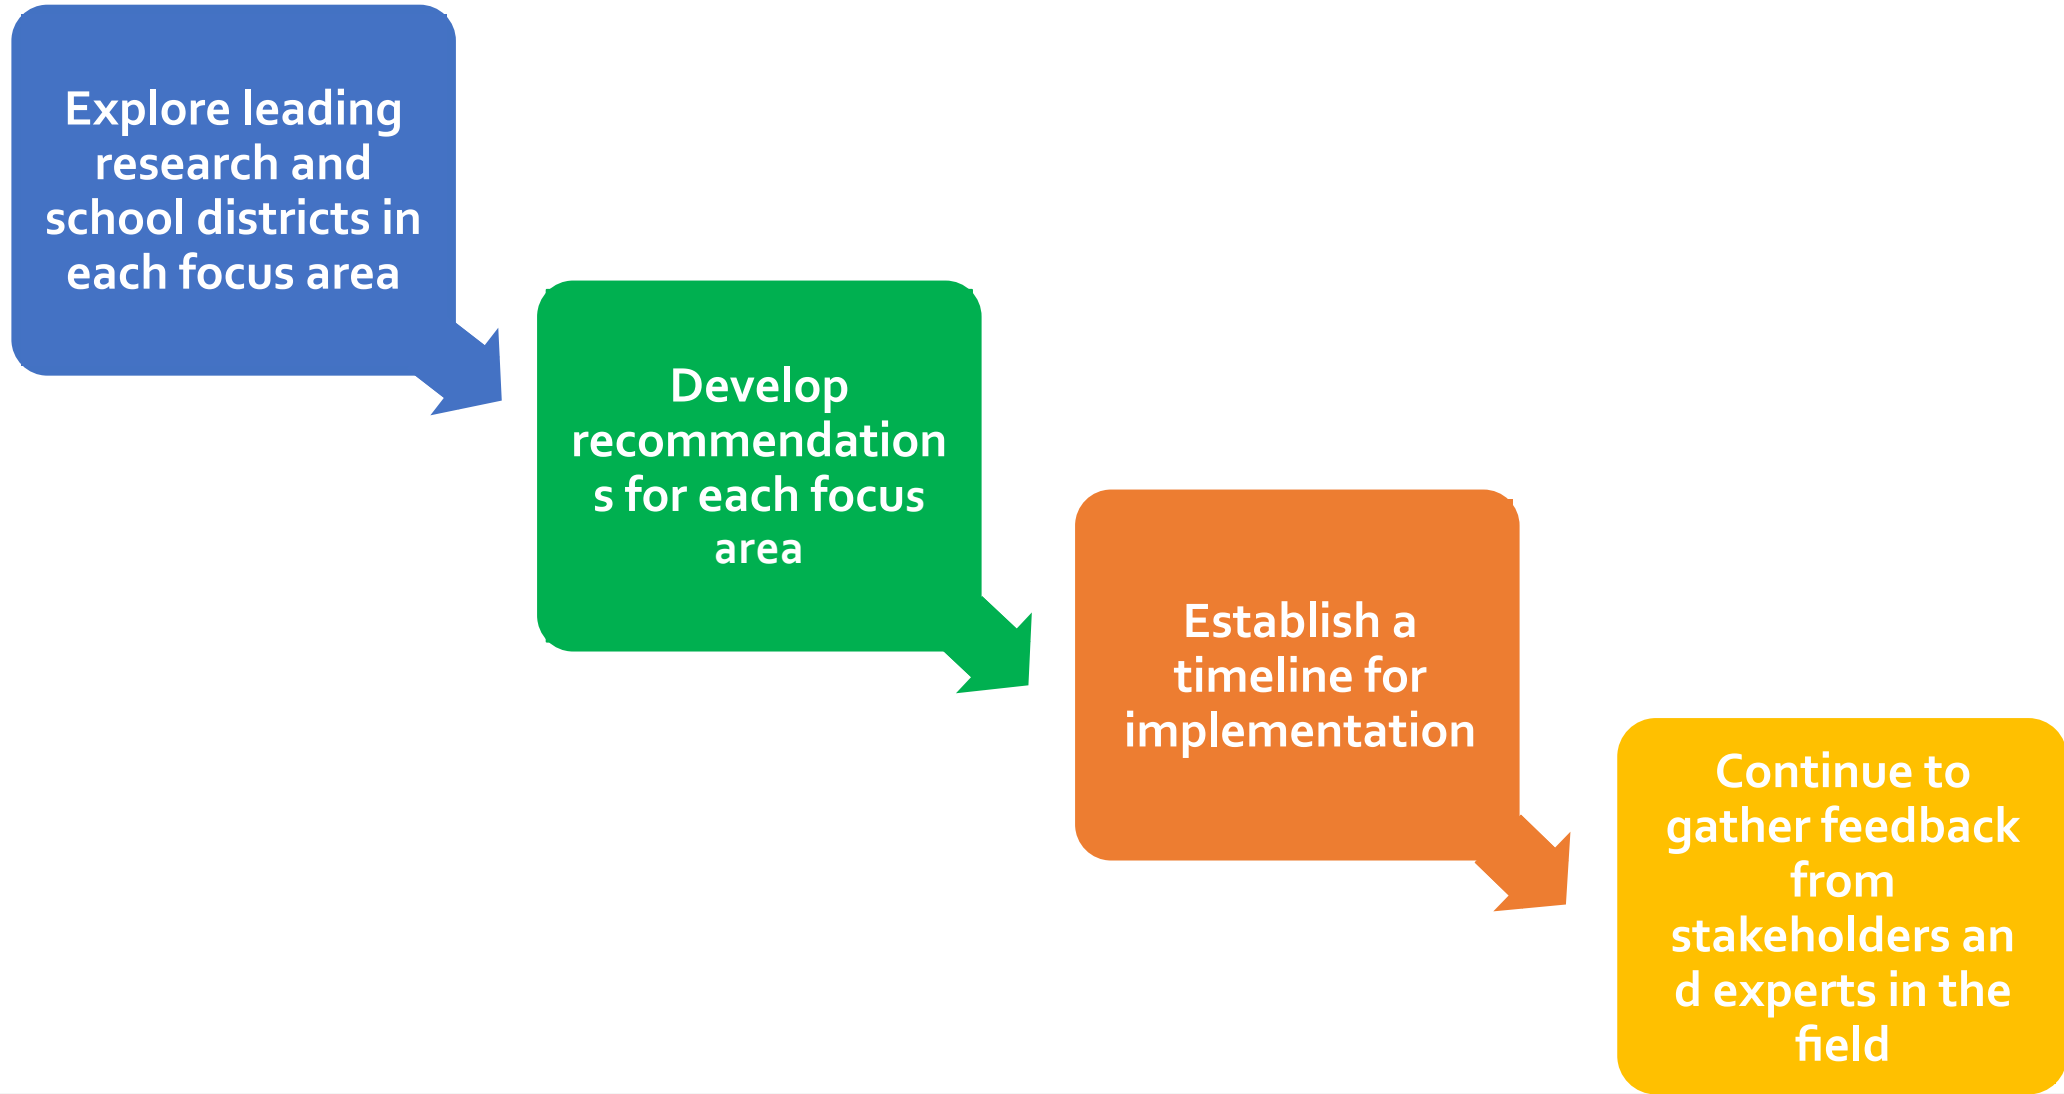 Explore leading
research and
school districts in
each focus area
Develop
recommendation
s for each focus
area
Establish a
timeline for
implementation
Continue to
gather feedback
from
stakeholders an
d experts in the
field